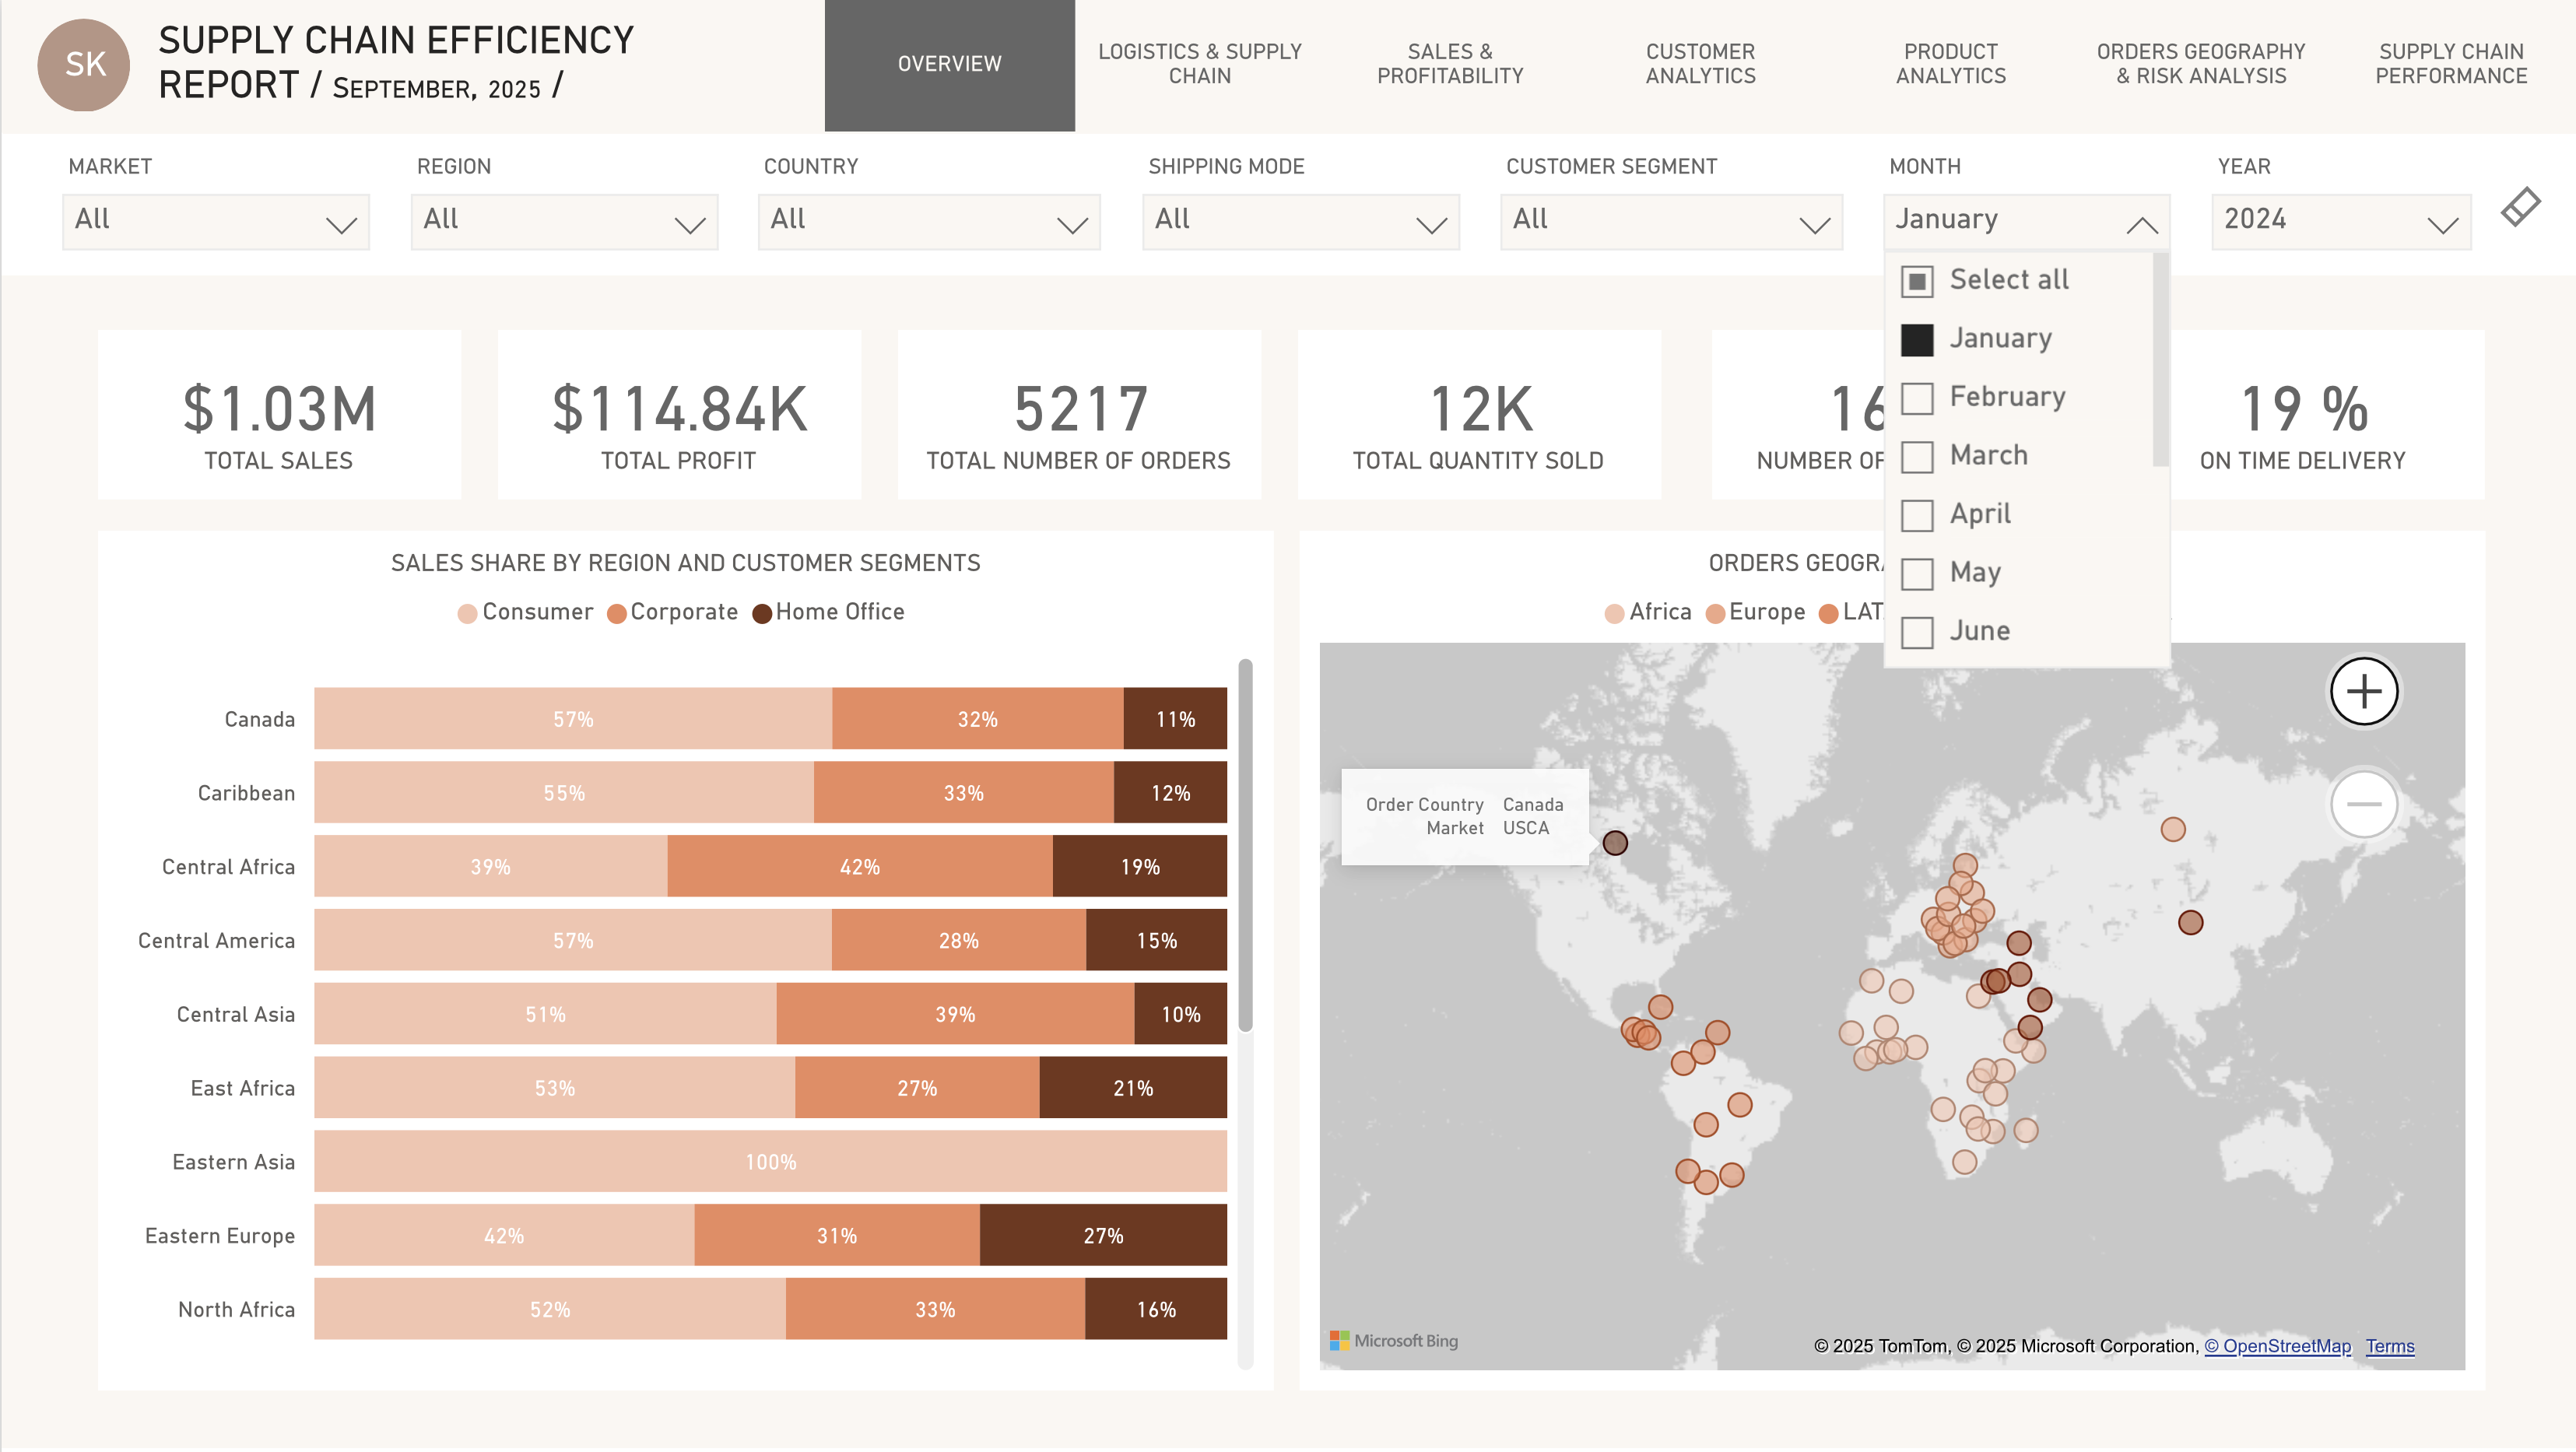 SK
SUPPLY CHAIN EFFICIENCY
REPORT / SEPTEMBER, 2025 /
OVERVIEW
LOGISTICS & SUPPLY
CHAIN
SALES &
PROFITABILITY
CUSTOMER
ANALYTICS
PRODUCT
ANALYTICS
ORDERS GEOGRAPHY
& RISK ANALYSIS
SUPPLY CHAIN
PERFORMANCE
MARKET
All
REGION
All
COUNTRY
All
SHIPPING MODE
All
CUSTOMER SEGMENT
All
MONTH
January
YEAR
2024
Select all
January
February
March
April
May
June
$1.03M
TOTAL SALES
$114.84K
TOTAL PROFIT
5217
TOTAL NUMBER OF ORDERS
12K
TOTAL QUANTITY SOLD
16
NUMBER OF
19 %
ON TIME DELIVERY
SALES SHARE BY REGION AND CUSTOMER SEGMENTS
Consumer Corporate Home Office
Canada 57% 32% 11%
Caribbean 55% 33% 12%
Central Africa 39% 42% 19%
Central America 57% 28% 15%
Central Asia 51% 39% 10%
East Africa 53% 27% 21%
Eastern Asia 100%
Eastern Europe 42% 31% 27%
North Africa 52% 33% 16%
ORDERS GEOGRA
Africa Europe LAT
Order Country Canada
Market USCA
Microsoft Bing
© 2025 TomTom, © 2025 Microsoft Corporation, © OpenStreetMap Terms